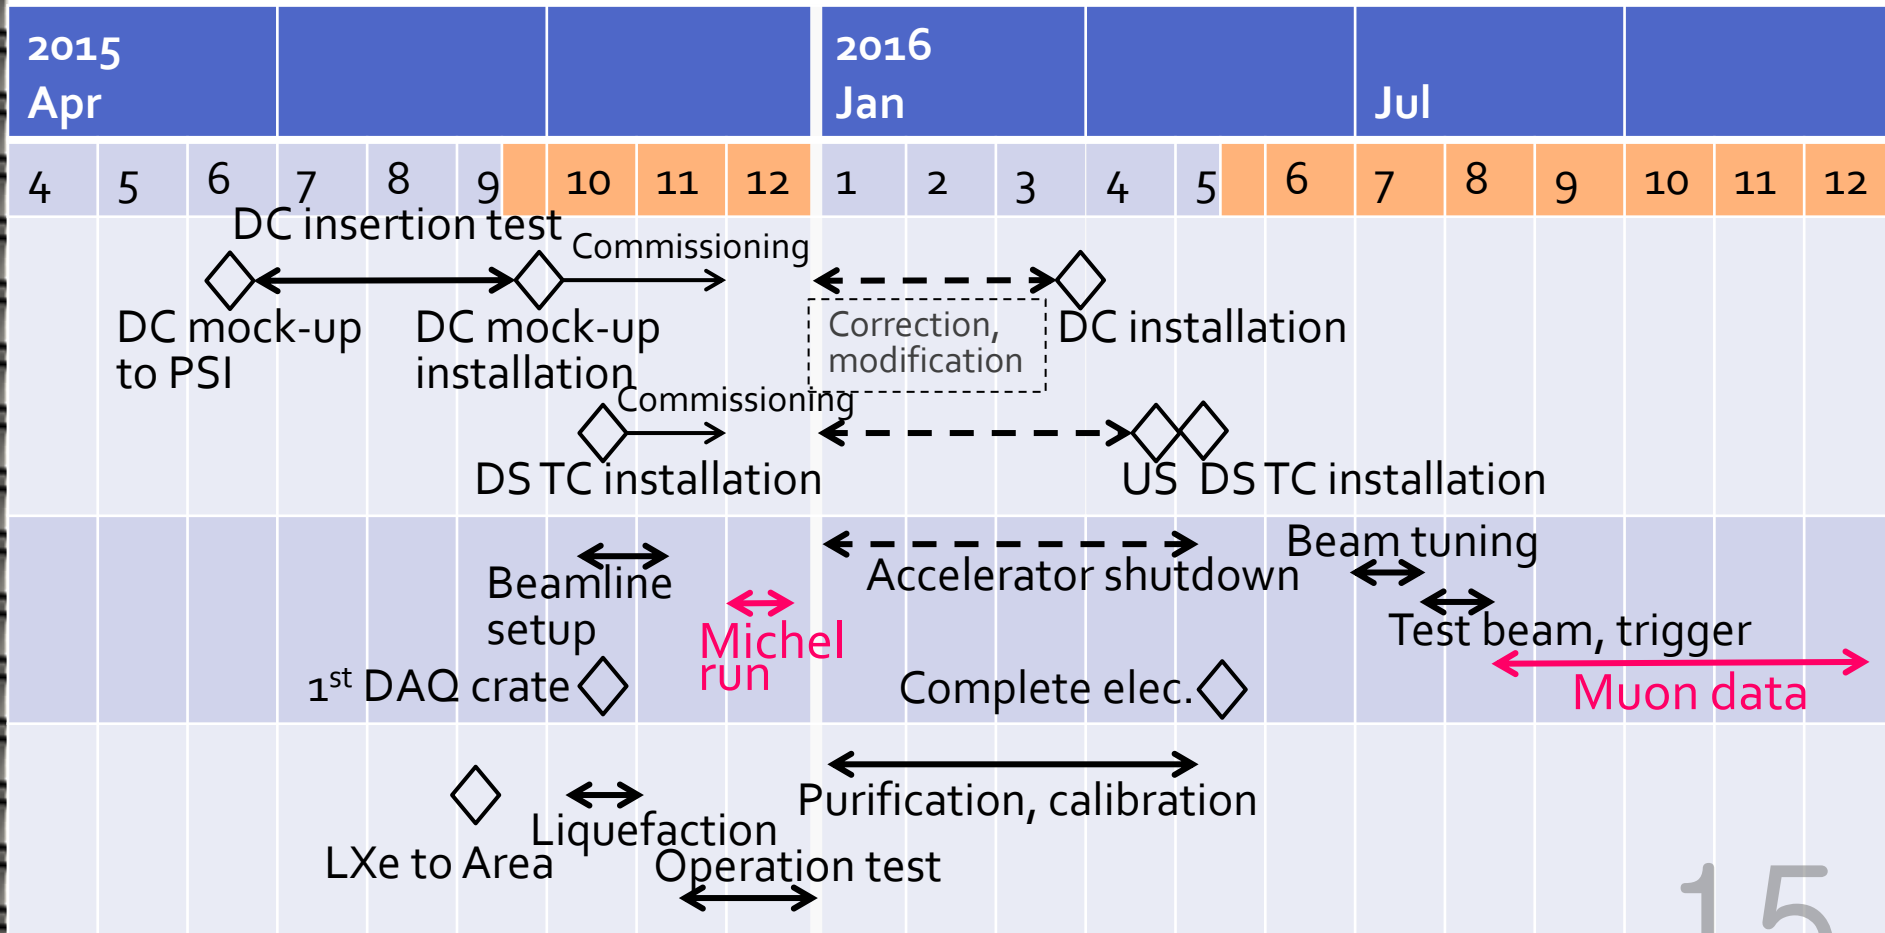 2015
Apr
2016
Jan
Jul
4 5 6 7 8 9 10 11 12 1 2 3 4 5 6 7 8 9 10 11 12
DC insertion test
Commissioning
DC mock-up
to PSI
DC mock-up
installation
Correction,
modification
DC installation
Commissioning
DS TC installation
US DS TC installation
Beam tuning
Beamline
setup
Accelerator shutdown
Michel
run
Test beam, trigger
1st DAQ crate
Complete elec.
Muon data
Purification, calibration
Liquefaction
LXe to Area
Operation test
15